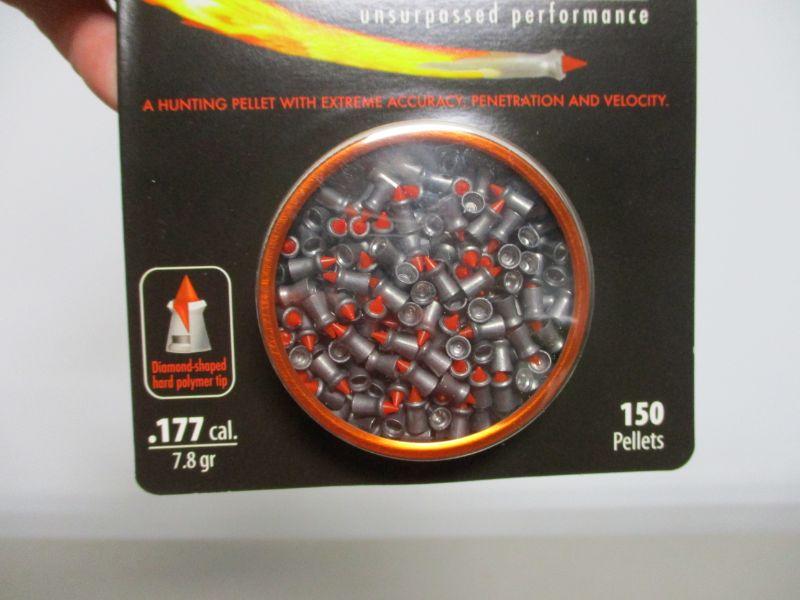 unsurpassed performance
A HUNTING PELLET WITH EXTREME ACCURACY, PENETRATION AND VELOCITY.
Diamond-shaped
hard polymer tip
.177 cal.
7.8 gr
150
Pellets